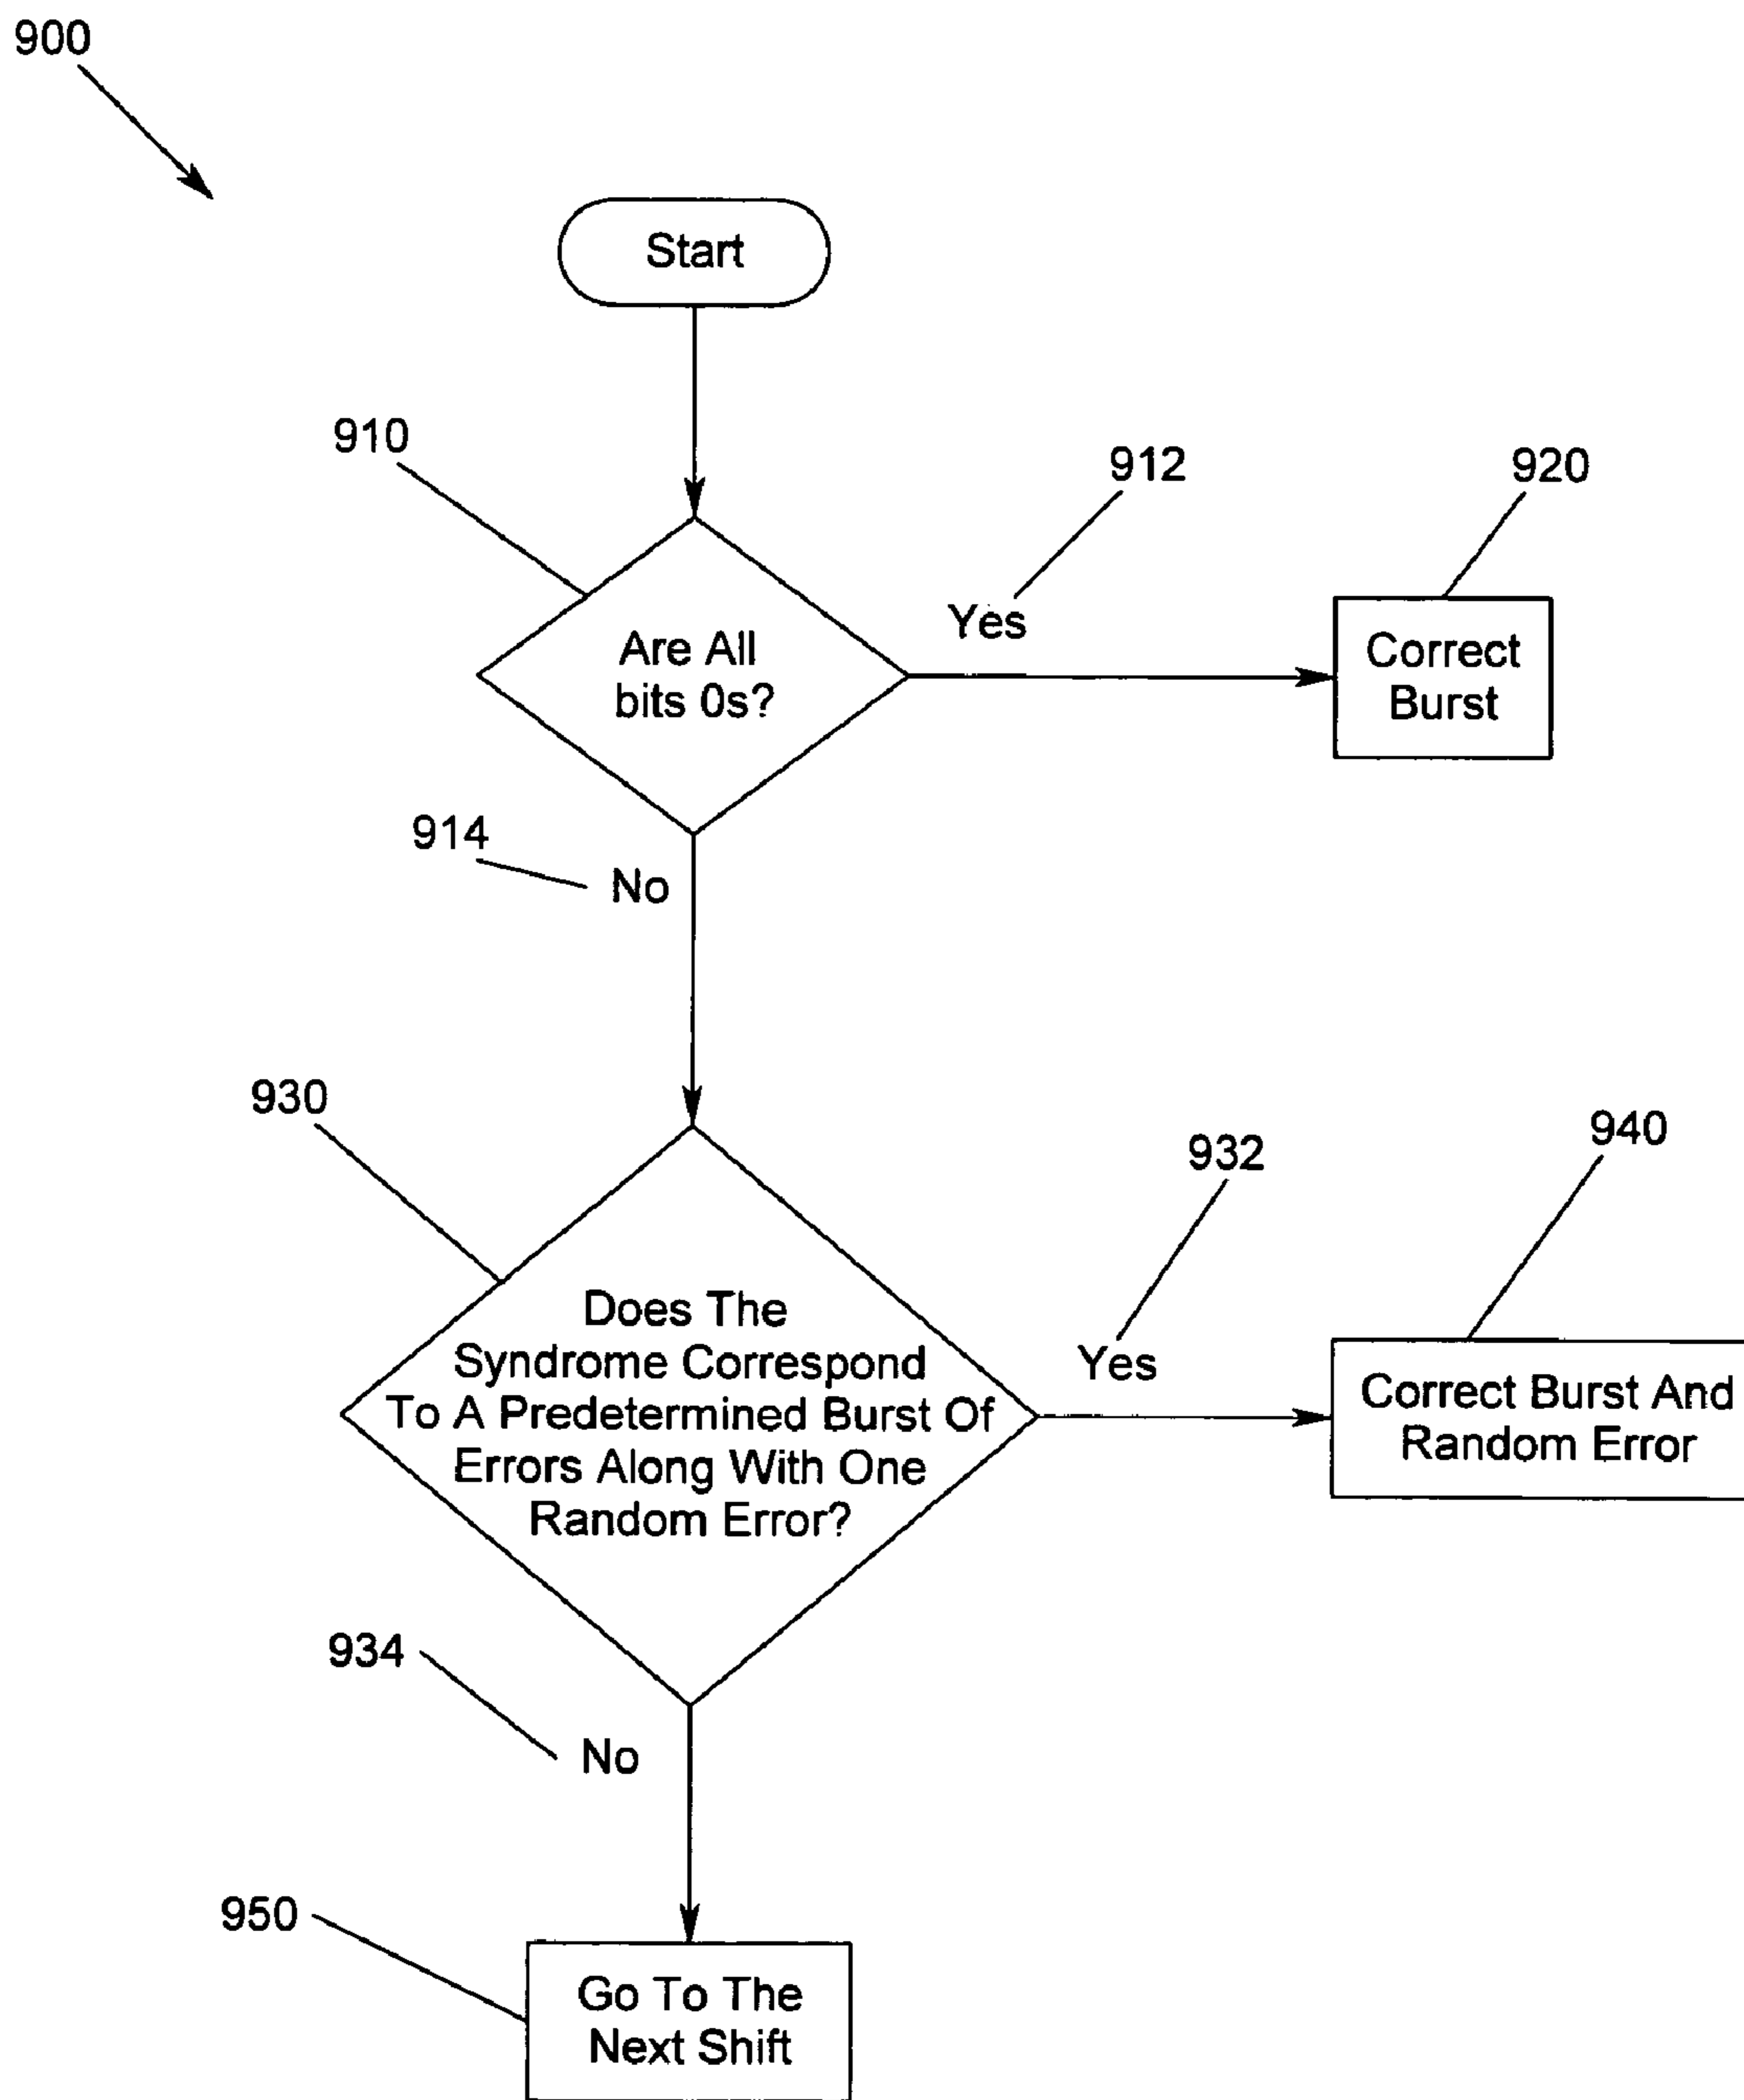 900
Start
910
912
920
Are All
bits 0s?
Yes
Correct
Burst
914
No
930
932
940
Does The
Syndrome Correspond
To A Predetermined Burst Of
Errors Along With One
Random Error?
Yes
Correct Burst And
Random Error
934
No
950
Go To The
Next Shift